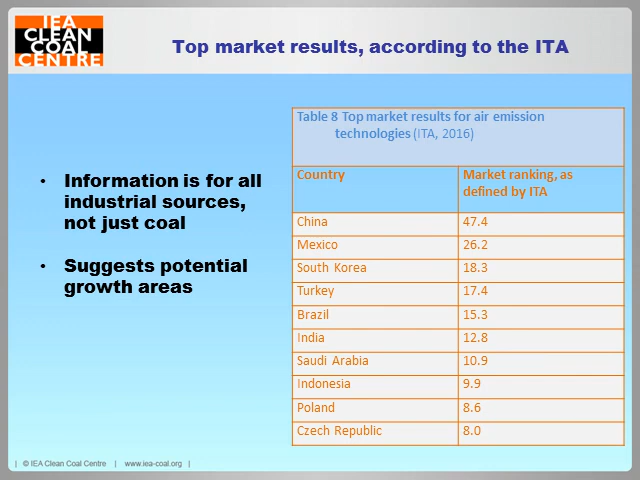 IEA
CLEAN
COAL
CENTRE
Top market results, according to the ITA
• Information is for all
industrial sources,
not just coal
• Suggests potential
growth areas
Table 8 Top market results for air emission
technologies (ITA, 2016)
Country Market ranking, as
defined by ITA
China 47.4
Mexico 26.2
South Korea 18.3
Turkey 17.4
Brazil 15.3
India 12.8
Saudi Arabia 10.9
Indonesia 9.9
Poland 8.6
Czech Republic 8.0
| © IEA Clean Coal Centre | www.iea-coal.org |